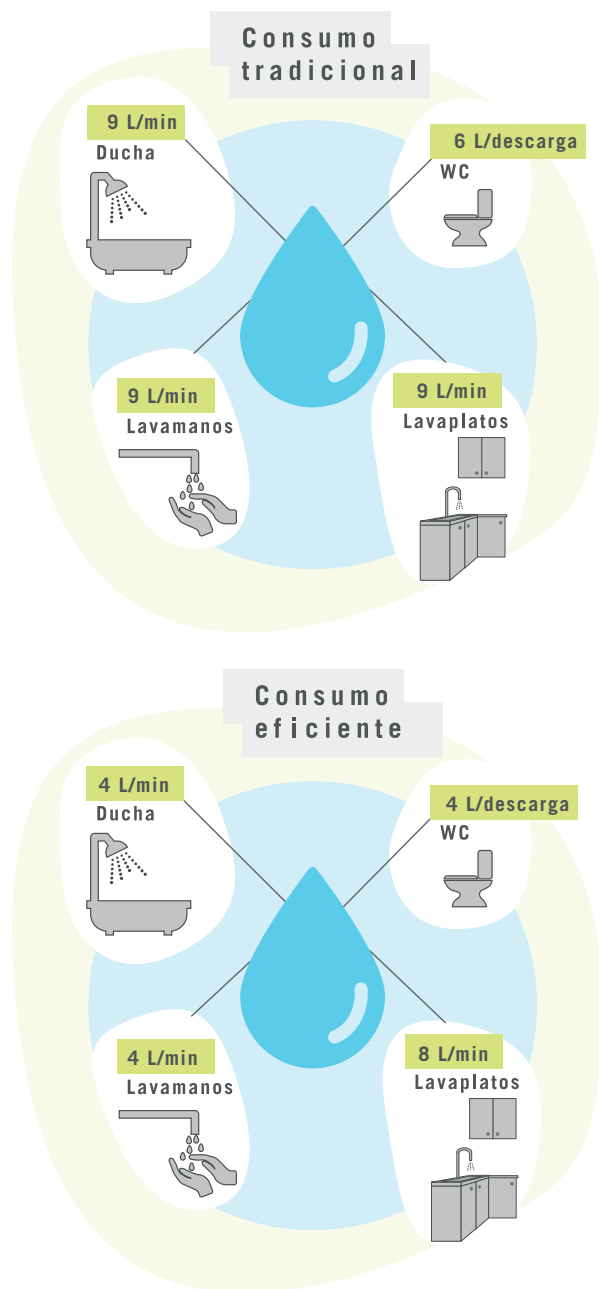 Consumo
tradicional
9 L/min
Ducha
6 L/descarga
WC
9 L/min
Lavamanos
9 L/min
Lavaplatos
Consumo
eficiente
4 L/min
Ducha
4 L/descarga
WC
4 L/min
Lavamanos
8 L/min
Lavaplatos